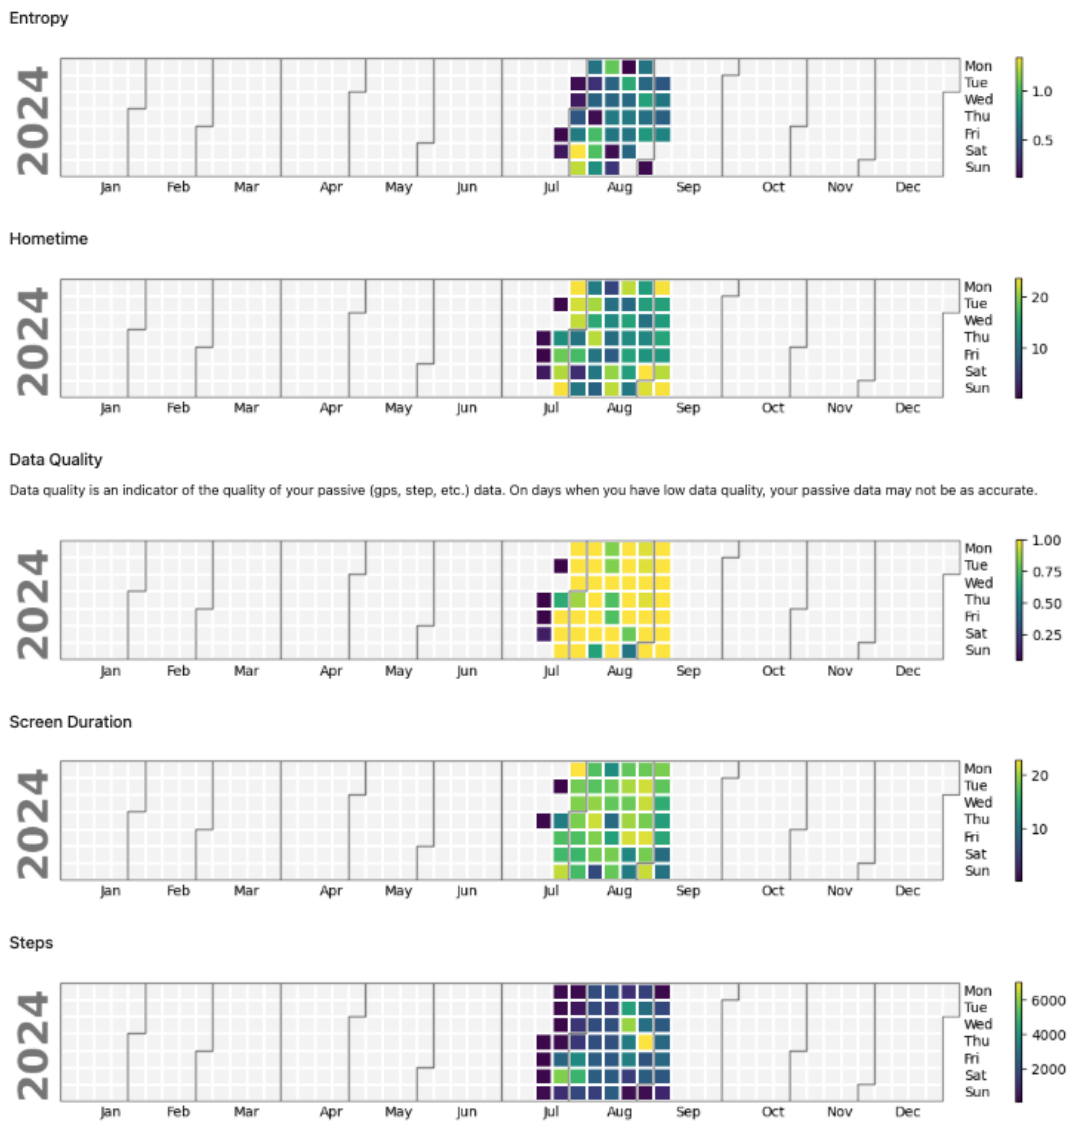 Entropy
2024
Mon
Tue
Wed
Thu
Fri
Sat
Sun
Jan Feb Mar Apr May Jun Jul Aug Sep Oct Nov Dec
1.0
0.5
Hometime
2024
Mon
Tue
Wed
Thu
Fri
Sat
Sun
Jan Feb Mar Apr May Jun Jul Aug Sep Oct Nov Dec
20
10
Data Quality
Data quality is an indicator of the quality of your passive (gps, step, etc.) data. On days when you have low data quality, your passive data may not be as accurate.
2024
Mon
Tue
Wed
Thu
Fri
Sat
Sun
Jan Feb Mar Apr May Jun Jul Aug Sep Oct Nov Dec
1.00
0.75
0.50
0.25
Screen Duration
2024
Mon
Tue
Wed
Thu
Fri
Sat
Sun
Jan Feb Mar Apr May Jun Jul Aug Sep Oct Nov Dec
20
10
Steps
2024
Mon
Tue
Wed
Thu
Fri
Sat
Sun
Jan Feb Mar Apr May Jun Jul Aug Sep Oct Nov Dec
6000
4000
2000